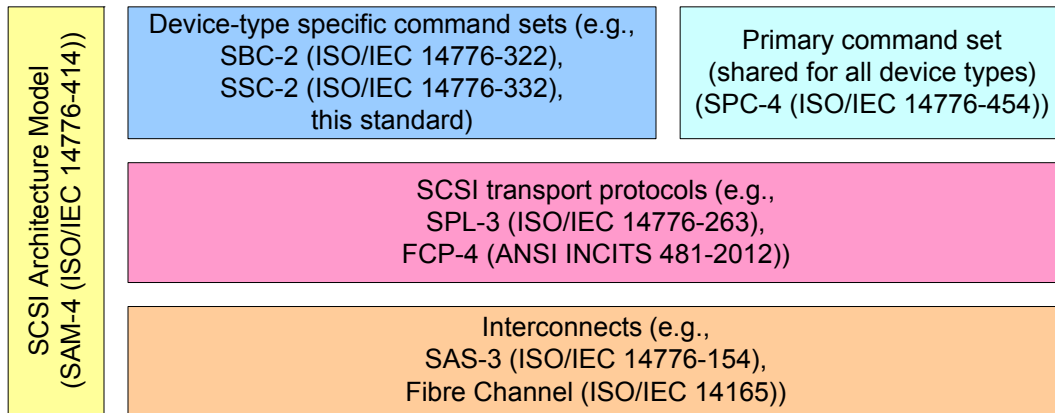 SCSI Architecture Model
(SAM-4 (ISO/IEC 14776-414))
Device-type specific command sets (e.g.,
SBC-2 (ISO/IEC 14776-322),
SSC-2 (ISO/IEC 14776-332),
this standard)
Primary command set
(shared for all device types)
(SPC-4 (ISO/IEC 14776-454))
SCSI transport protocols (e.g.,
SPL-3 (ISO/IEC 14776-263),
FCP-4 (ANSI INCITS 481-2012))
Interconnects (e.g.,
SAS-3 (ISO/IEC 14776-154),
Fibre Channel (ISO/IEC 14165))